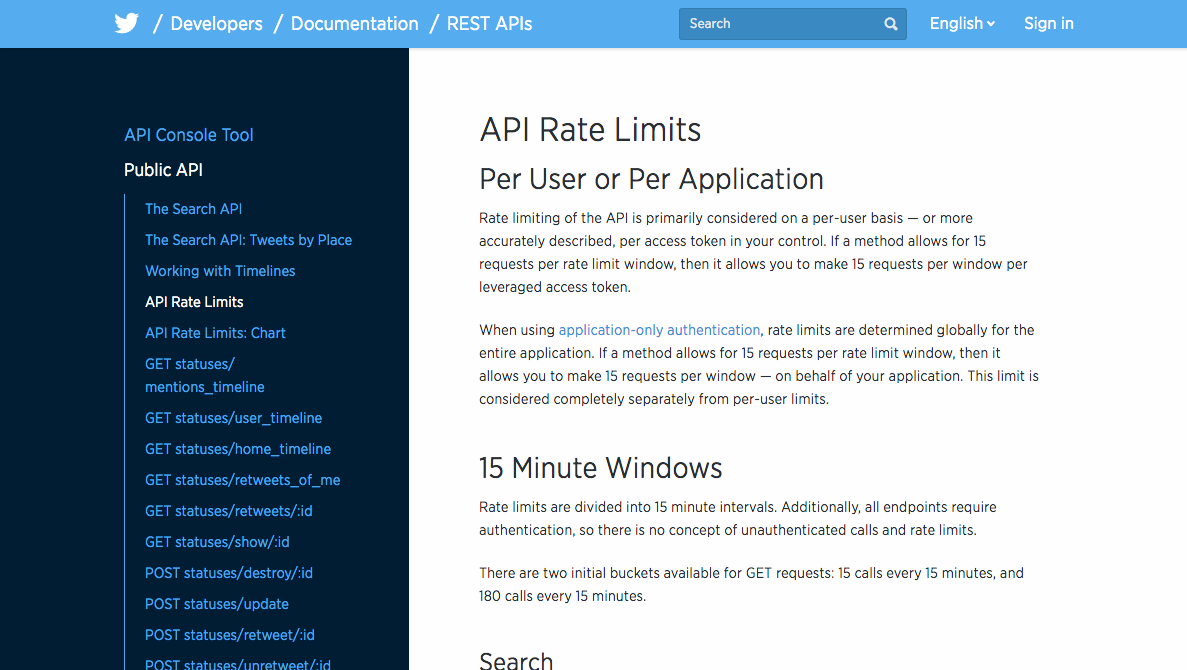 / Developers / Documentation / REST APIs
Search
English
Sign in
API Console Tool
Public API
The Search API
The Search API: Tweets by Place
Working with Timelines
API Rate Limits
API Rate Limits: Chart
GET statuses/
mentions_timeline
GET statuses/user_timeline
GET statuses/home_timeline
GET statuses/retweets_of_me
GET statuses/retweets/:id
GET statuses/show/:id
POST statuses/destroy/:id
POST statuses/update
POST statuses/retweet/:id
POST statuses/unretweet/:id
API Rate Limits
Per User or Per Application
Rate limiting of the API is primarily considered on a per-user basis — or more
accurately described, per access token in your control. If a method allows for 15
requests per rate limit window, then it allows you to make 15 requests per window per
leveraged access token.
When using application-only authentication, rate limits are determined globally for the
entire application. If a method allows for 15 requests per rate limit window, then it
allows you to make 15 requests per window — on behalf of your application. This limit is
considered completely separately from per-user limits.
15 Minute Windows
Rate limits are divided into 15 minute intervals. Additionally, all endpoints require
authentication, so there is no concept of unauthenticated calls and rate limits.
There are two initial buckets available for GET requests: 15 calls every 15 minutes, and
180 calls every 15 minutes.
Search